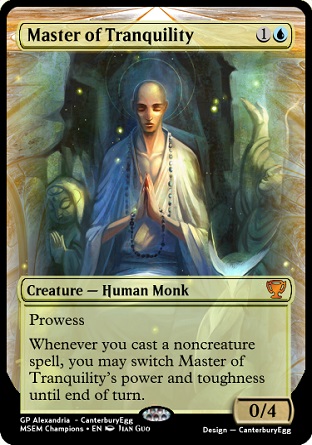 Master of Tranquility 1
Creature — Human Monk
Prowess
Whenever you cast a noncreature
spell, you may switch Master of
Tranquility's power and toughness
until end of turn.
0/4
GP Alexandria - CanterburyEgg
Design – CanterburyEgg
MSEM Champions • EN Jian Guo